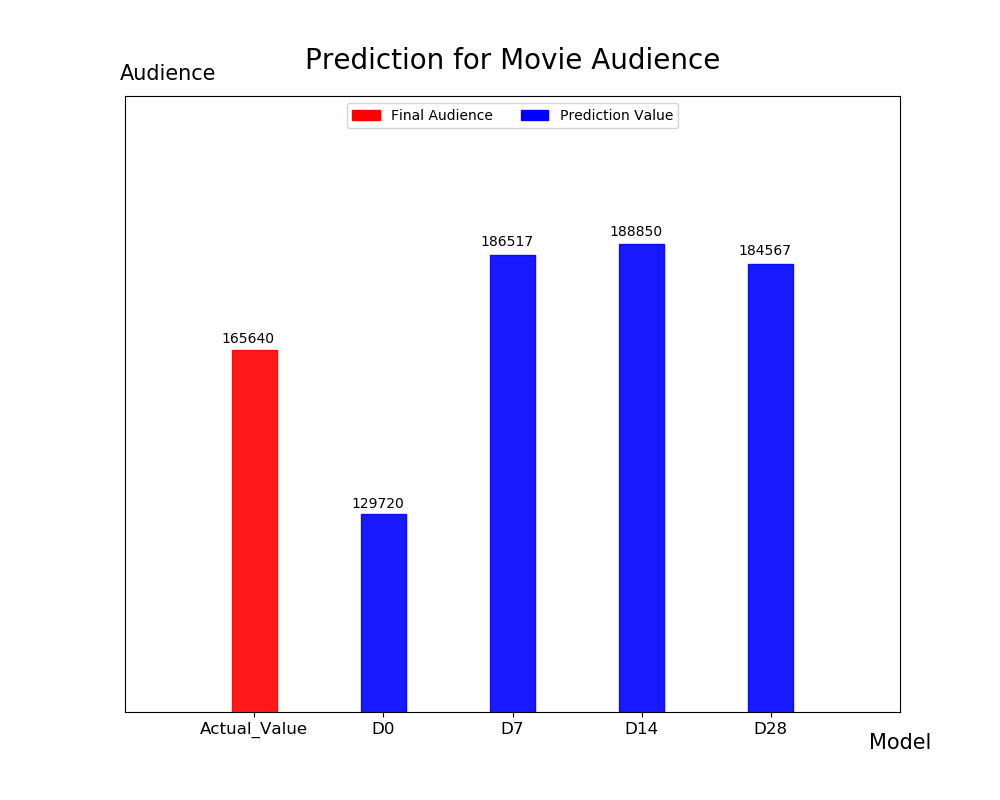 Prediction for Movie Audience
Audience
Final Audience
Prediction Value
188850
186517
184567
165640
129720
Actual_Value
D0
D7
D14
D28
Model